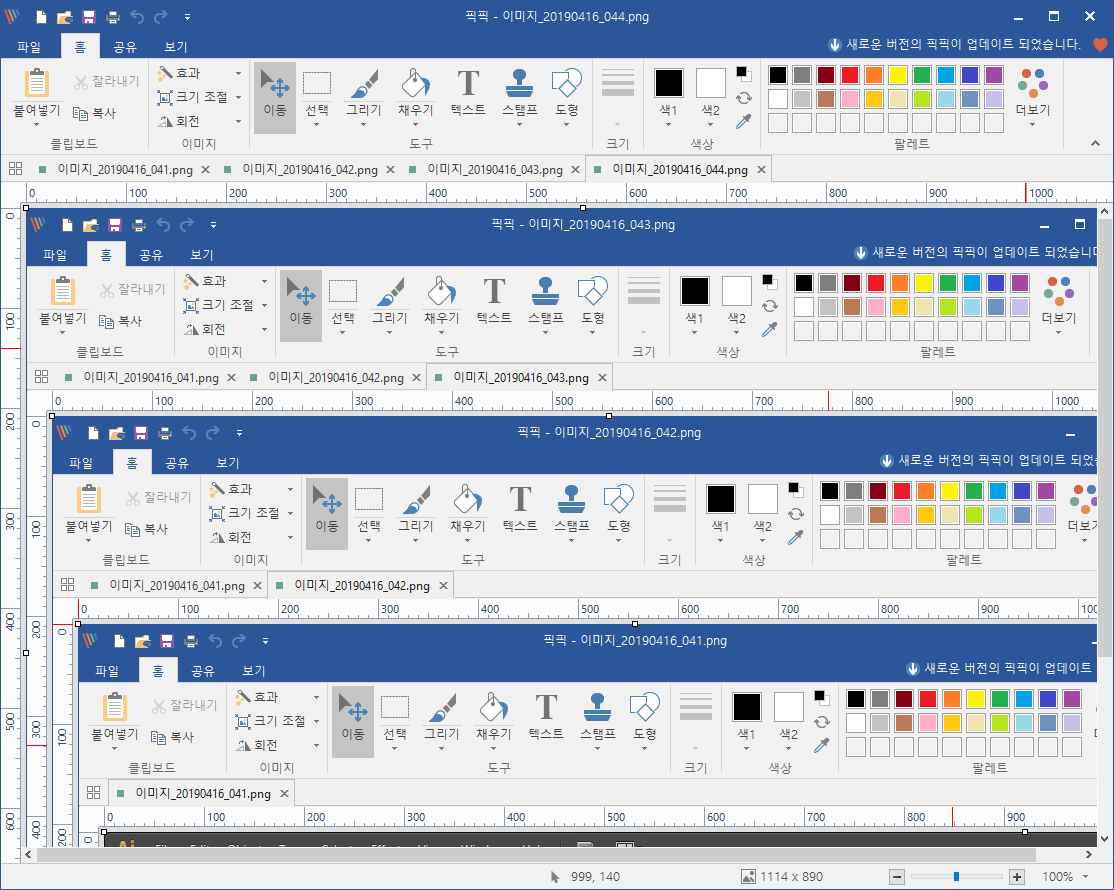 픽픽 - 이미지_20190416_044.png
파일 홈 공유 보기 새로운 버전의 픽픽이 업데이트 되었습니다.
붙여넣기 잘라내기 복사 효과 크기 조절 회전 이동 선택 그리기 채우기 텍스트 스탬프 도형 색1 색2 더보기
클립보드 이미지 도구 크기 색상 팔레트
이미지_20190416_041.png 이미지_20190416_042.png 이미지_20190416_043.png 이미지_20190416_044.png
0 100 200 300 400 500 600 700 800 900 1000
픽픽 - 이미지_20190416_043.png
파일 홈 공유 보기 새로운 버전의 픽픽이 업데이트 되었습니
붙여넣기 잘라내기 복사 효과 크기 조절 회전 이동 선택 그리기 채우기 텍스트 스탬프 도형 색1 색2 더보기
클립보드 이미지 도구 크기 색상 팔레트
이미지_20190416_041.png 이미지_20190416_042.png 이미지_20190416_043.png
0 100 200 300 400 500 600 700 800 900 1000
픽픽 - 이미지_20190416_042.png
파일 홈 공유 보기 새로운 버전의 픽픽이 업데이트 되었
붙여넣기 잘라내기 복사 효과 크기 조절 회전 이동 선택 그리기 채우기 텍스트 스탬프 도형 색1 색2 더보
클립보드 이미지 도구 크기 색상 팔레트
이미지_20190416_041.png 이미지_20190416_042.png
0 100 200 300 400 500 600 700 800 900 100
픽픽 - 이미지_20190416_041.png
파일 홈 공유 보기 새로운 버전의 픽픽이 업데이트
붙여넣기 잘라내기 복사 효과 크기 조절 회전 이동 선택 그리기 채우기 텍스트 스탬프 도형 색1 색2
클립보드 이미지 도구 크기 색상 팔레트
이미지_20190416_041.png
0 100 200 300 400 500 600 700 800 900
0 100 200 300 400 500 600
0 100 200 300 400
0 100 200
0
999, 140 1114 x 890 100%